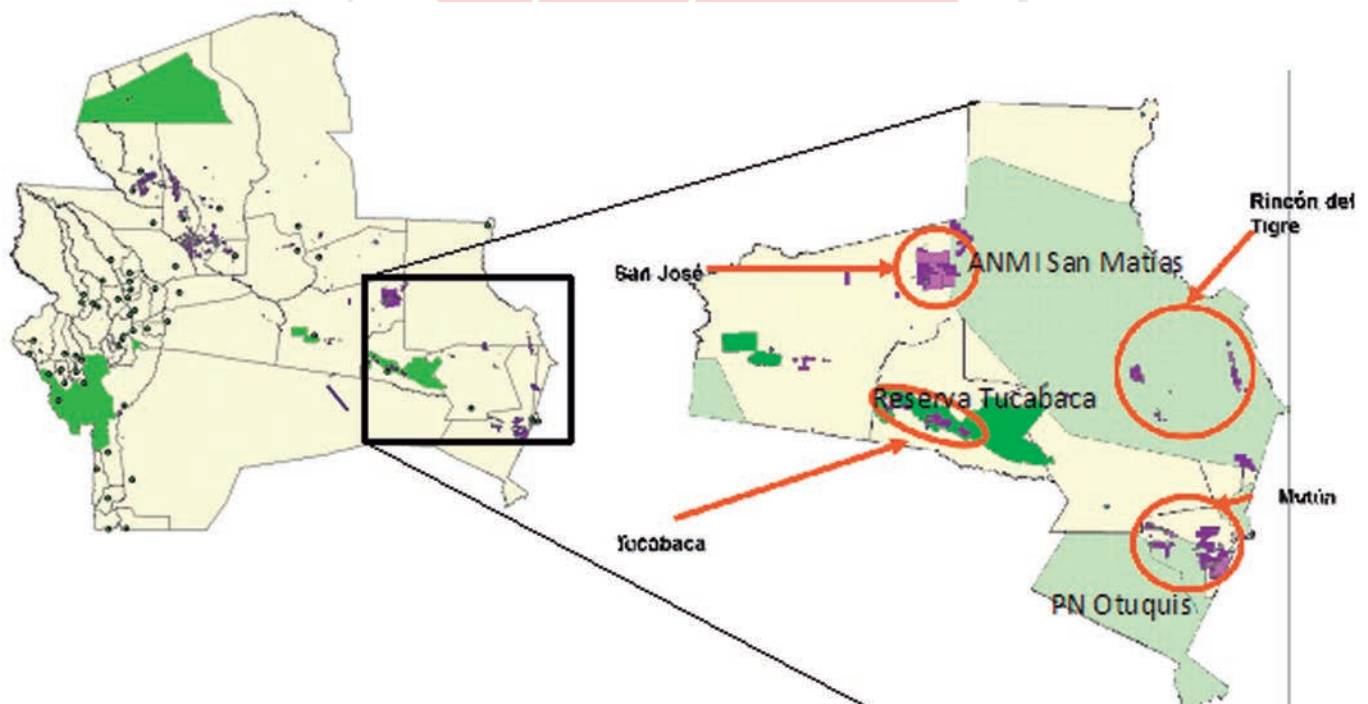 Rincón del
Tigre
San José
ANMI San Matías
Reserva Tucabaca
Tucabaca
Mutún
PN Otuquis